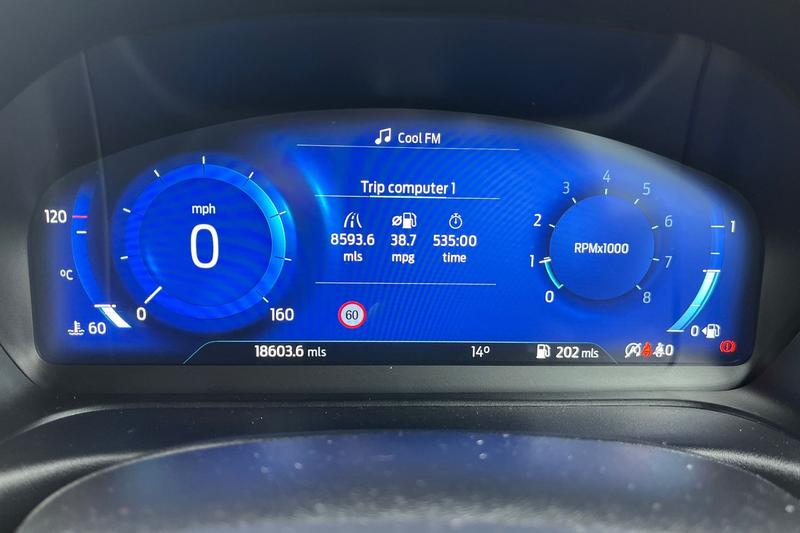 Cool FM
Trip computer 1
8593.6 38.7 535:00
mls mpg time
120
°C
60
mph
0
0 160
60
0 1 2 3 4 5 6 7 8
RPMx1000
1
0
18603.6 mls 14° 202 mls